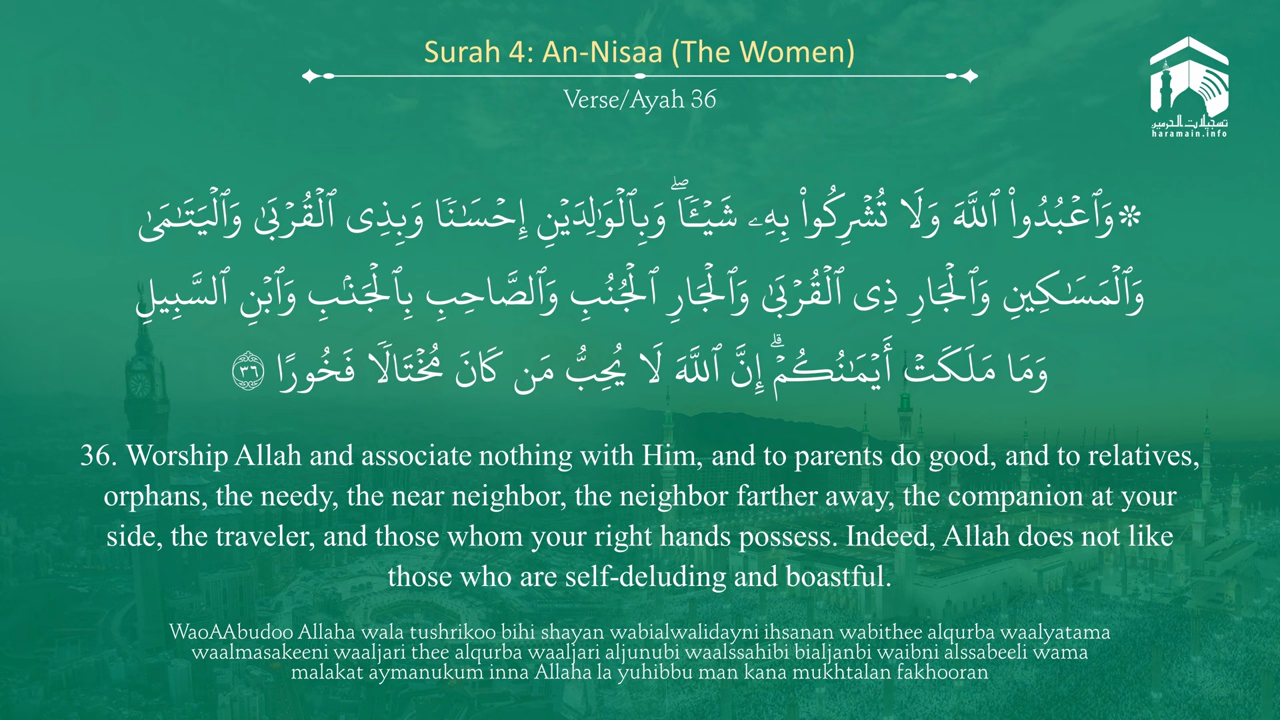 Surah 4: An-Nisaa (The Women)
Verse/Ayah 36
تسجيلات الحرمين
haramain.info
۞وَٱعۡبُدُواْ ٱللَّهَ وَلَا تُشۡرِكُواْ بِهِۦ شَيۡـٔٗاۖ وَبِٱلۡوَٰلِدَيۡنِ إِحۡسَٰنٗا وَبِذِى ٱلۡقُرۡبَىٰ وَٱلۡيَتَٰمَىٰ
وَٱلۡمَسَٰكِينِ وَٱلۡجَارِ ذِى ٱلۡقُرۡبَىٰ وَٱلۡجَارِ ٱلۡجُنُبِ وَٱلصَّاحِبِ بِٱلۡجَنۢبِ وَٱبۡنِ ٱلسَّبِيلِ
وَمَا مَلَكَتۡ أَيۡمَٰنُكُمۡۗ إِنَّ ٱللَّهَ لَا يُحِبُّ مَن كَانَ مُخۡتَالٗا فَخُورًا ٣٦
36. Worship Allah and associate nothing with Him, and to parents do good, and to relatives,
orphans, the needy, the near neighbor, the neighbor farther away, the companion at your
side, the traveler, and those whom your right hands possess. Indeed, Allah does not like
those who are self-deluding and boastful.
WaoAAbudoo Allaha wala tushrikoo bihi shayan wabialwalidayni ihsanan wabithee alqurba waalyatama
waalmasakeeni waaljari thee alqurba waaljari aljunubi waalssahibi bialjanbi waibni alssabeeli wama
malakat aymanukum inna Allaha la yuhibbu man kana mukhtalan fakhooran